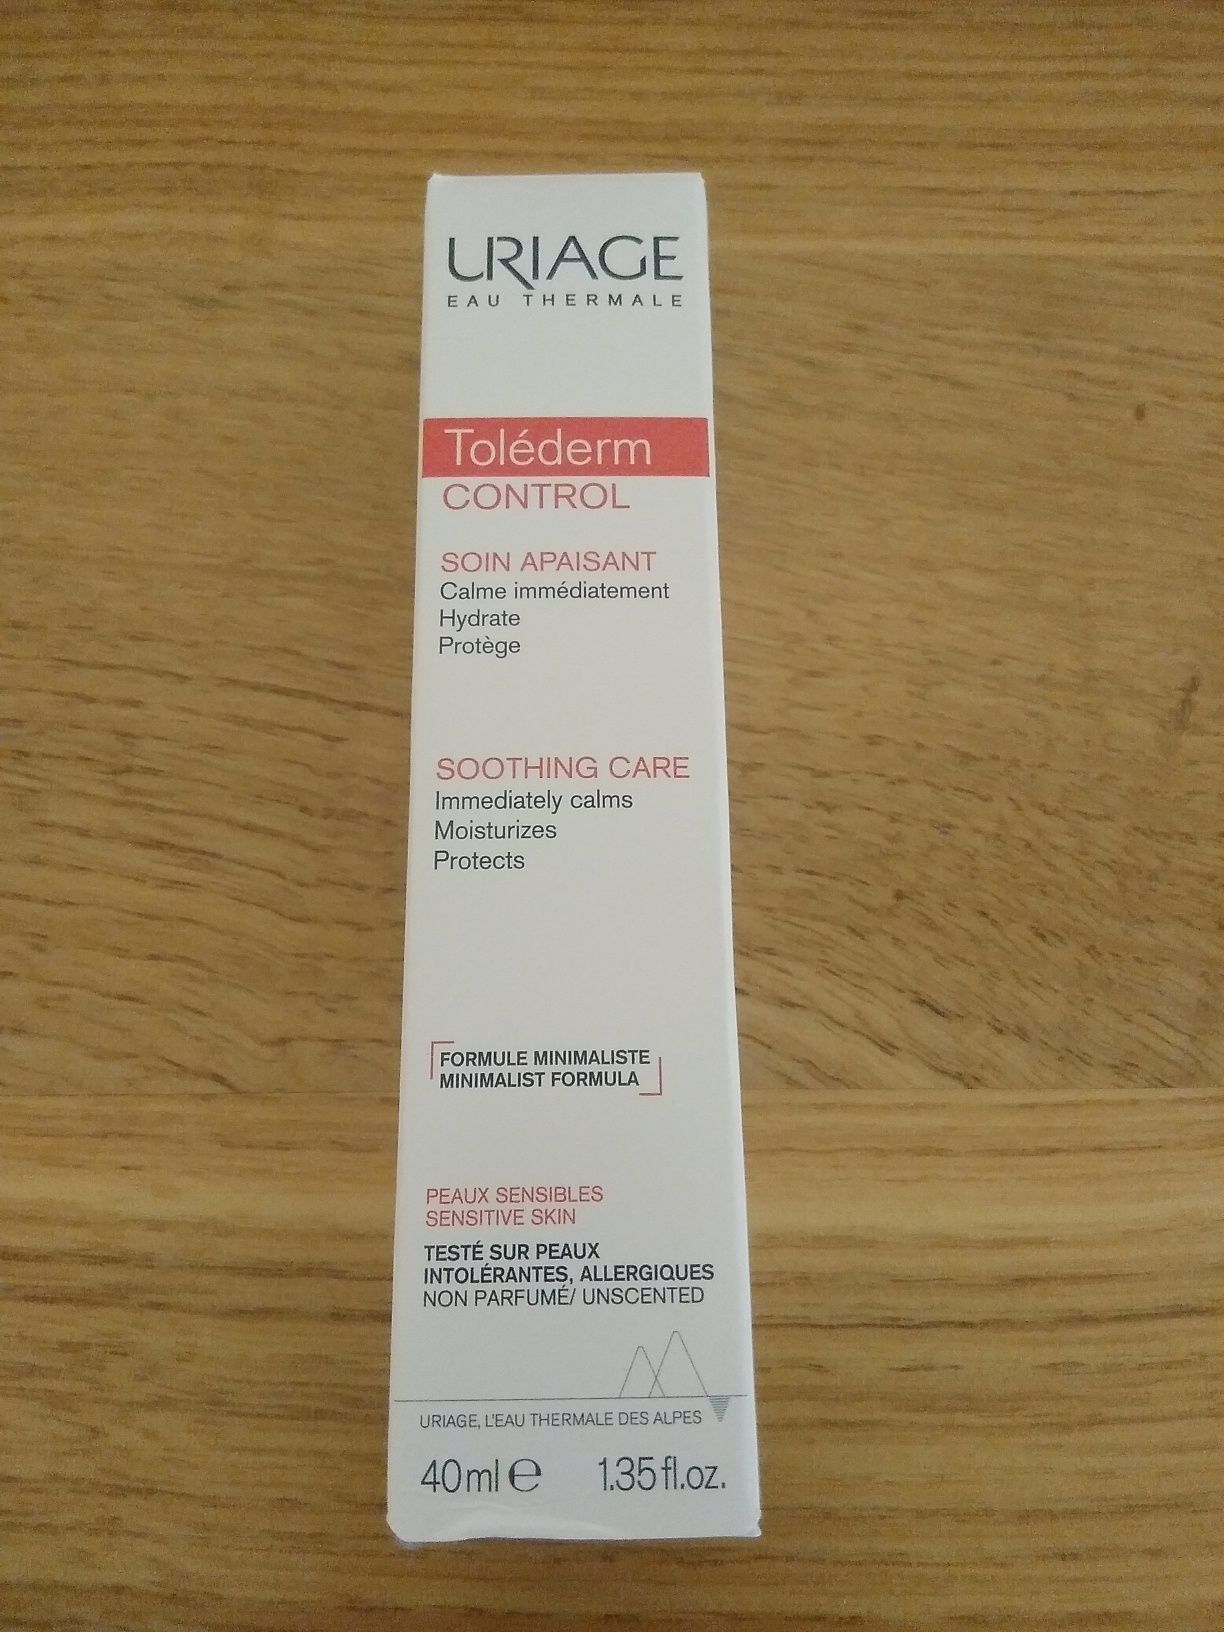 URIAGE
EAU THERMALE
Toléderm
CONTROL
SOIN APAISANT
Calme immédiatement
Hydrate
Protège
SOOTHING CARE
Immediately calms
Moisturizes
Protects
FORMULE MINIMALISTE
MINIMALIST FORMULA
PEAUX SENSIBLES
SENSITIVE SKIN
TESTÉ SUR PEAUX
INTOLÉRANTES, ALLERGIQUES
NON PARFUMÉ/ UNSCENTED
URIAGE, L'EAU THERMALE DES ALPES
40ml e 1.35fl.oz.